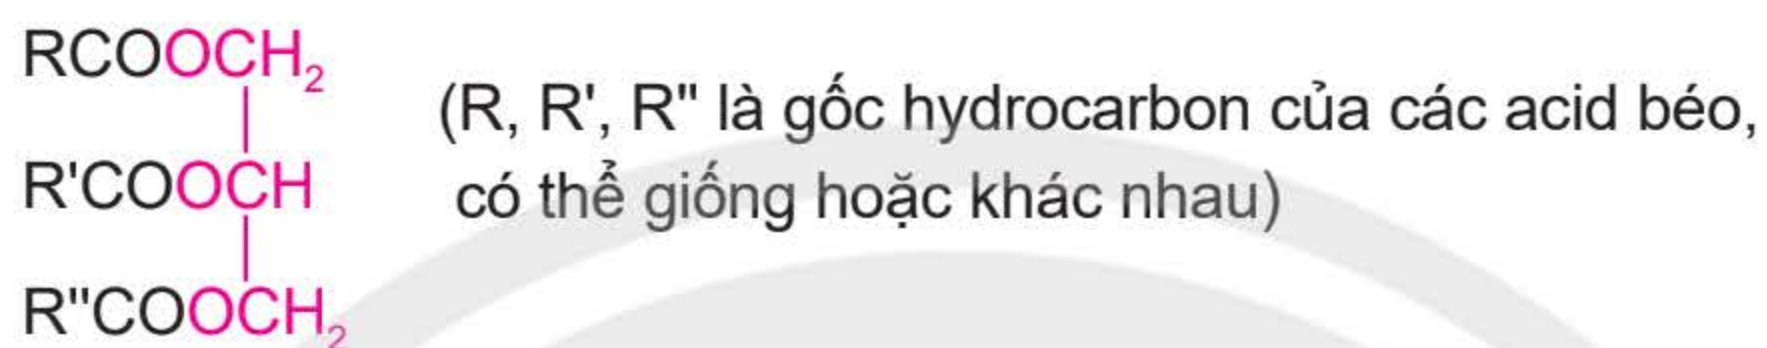 RCOOCH₂
(R, R', R" là gốc hydrocarbon của các acid béo,
R'COOCH
có thể giống hoặc khác nhau)
R"COOCH₂